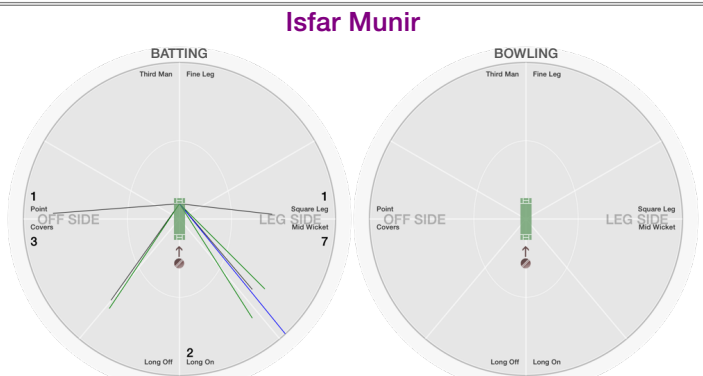 Isfar Munir
BATTING
Third Man Fine Leg
1
Point
OFF SIDE
Covers
3
1
Square Leg
LEG SIDE
Mid Wicket
7
2
Long Off Long On
BOWLING
Third Man Fine Leg
Point
OFF SIDE
Covers
Square Leg
LEG SIDE
Mid Wicket
Long Off Long On